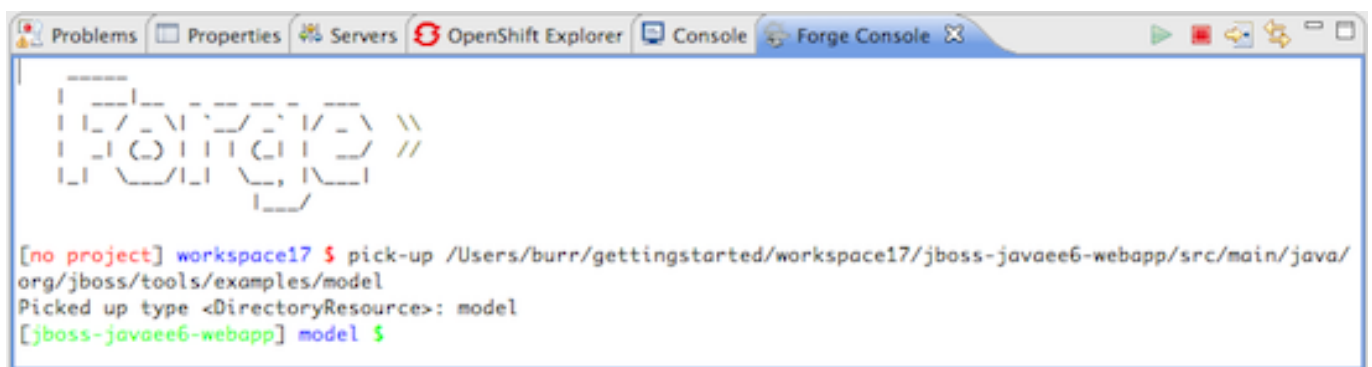 Problems Properties Servers OpenShift Explorer Console Forge Console
Forge
[no project] workspace17 $ pick-up /Users/burr/gettingstarted/workspace17/jboss-javaee6-webapp/src/main/java/
org/jboss/tools/examples/model
Picked up type <DirectoryResource>: model
[jboss-javaee6-webapp] model $